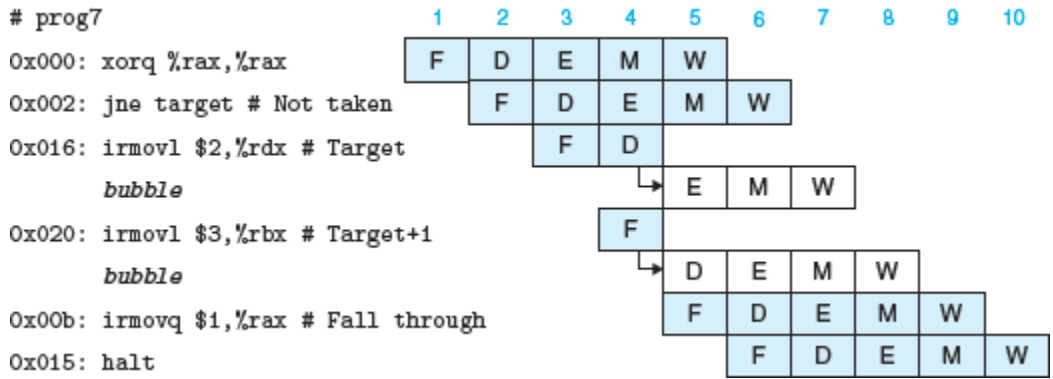 # prog7 1 2 3 4 5 6 7 8 9 10
0x000: xorq %rax,%rax F D E M W
0x002: jne target # Not taken F D E M W
0x016: irmovl $2,%rdx # Target F D
bubble E M W
0x020: irmovl $3,%rbx # Target+1 F
bubble D E M W
0x00b: irmovq $1,%rax # Fall through F D E M W
0x015: halt F D E M W